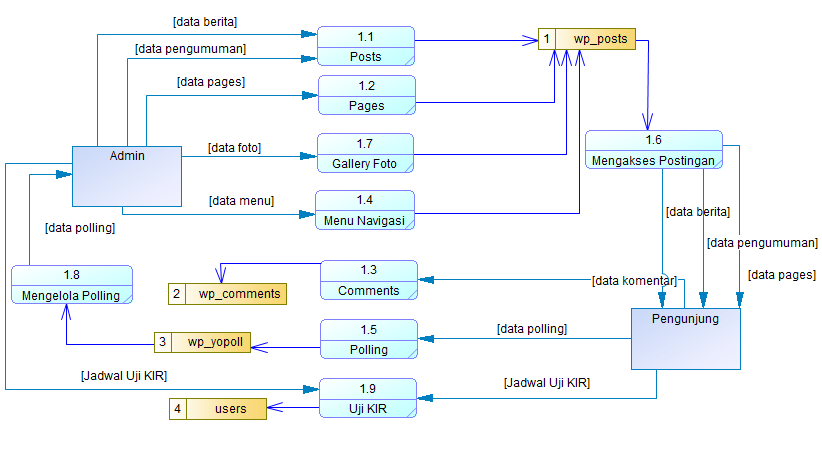 [data berita]
1.1
Posts
1 wp_posts
[data pengumuman]
[data pages]
1.2
Pages
1.6
Mengakses Postingan
Admin
[data foto]
1.7
Gallery Foto
[data menu]
1.4
Menu Navigasi
[data berita]
[data polling]
[data pengumuman]
1.8
Mengelola Polling
1.3
Comments
[data komentar]
[data pages]
2 wp_comments
Pengunjung
3 wp_yopoll
1.5
Polling
[data polling]
[Jadwal Uji KIR]
1.9
Uji KIR
[Jadwal Uji KIR]
4 users